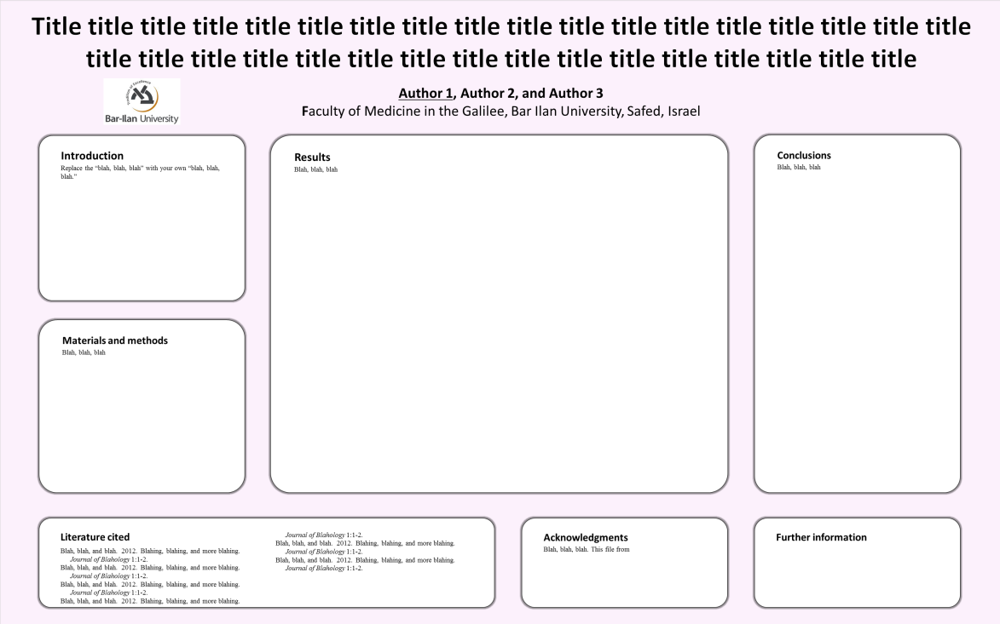 Title title title title title title title title title title title title title title title title title title
title title title title title title title title title title title title title title title title
Tradition of Excellence
Bar-Ilan University
Author 1, Author 2, and Author 3
Faculty of Medicine in the Galilee, Bar Ilan University, Safed, Israel
Introduction
Replace the “blah, blah, blah” with your own “blah, blah,
blah.”
Materials and methods
Blah, blah, blah
Results
Blah, blah, blah
Conclusions
Blah, blah, blah
Literature cited
Blah, blah, and blah. 2012. Blahing, blahing, and more blahing.
Journal of Blahology 1:1-2.
Blah, blah, and blah. 2012. Blahing, blahing, and more blahing.
Journal of Blahology 1:1-2.
Blah, blah, and blah. 2012. Blahing, blahing, and more blahing.
Journal of Blahology 1:1-2.
Blah, blah, and blah. 2012. Blahing, blahing, and more blahing.
Journal of Blahology 1:1-2.
Blah, blah, and blah. 2012. Blahing, blahing, and more blahing.
Journal of Blahology 1:1-2.
Blah, blah, and blah. 2012. Blahing, blahing, and more blahing.
Journal of Blahology 1:1-2.
Acknowledgments
Blah, blah, blah. This file from
Further information